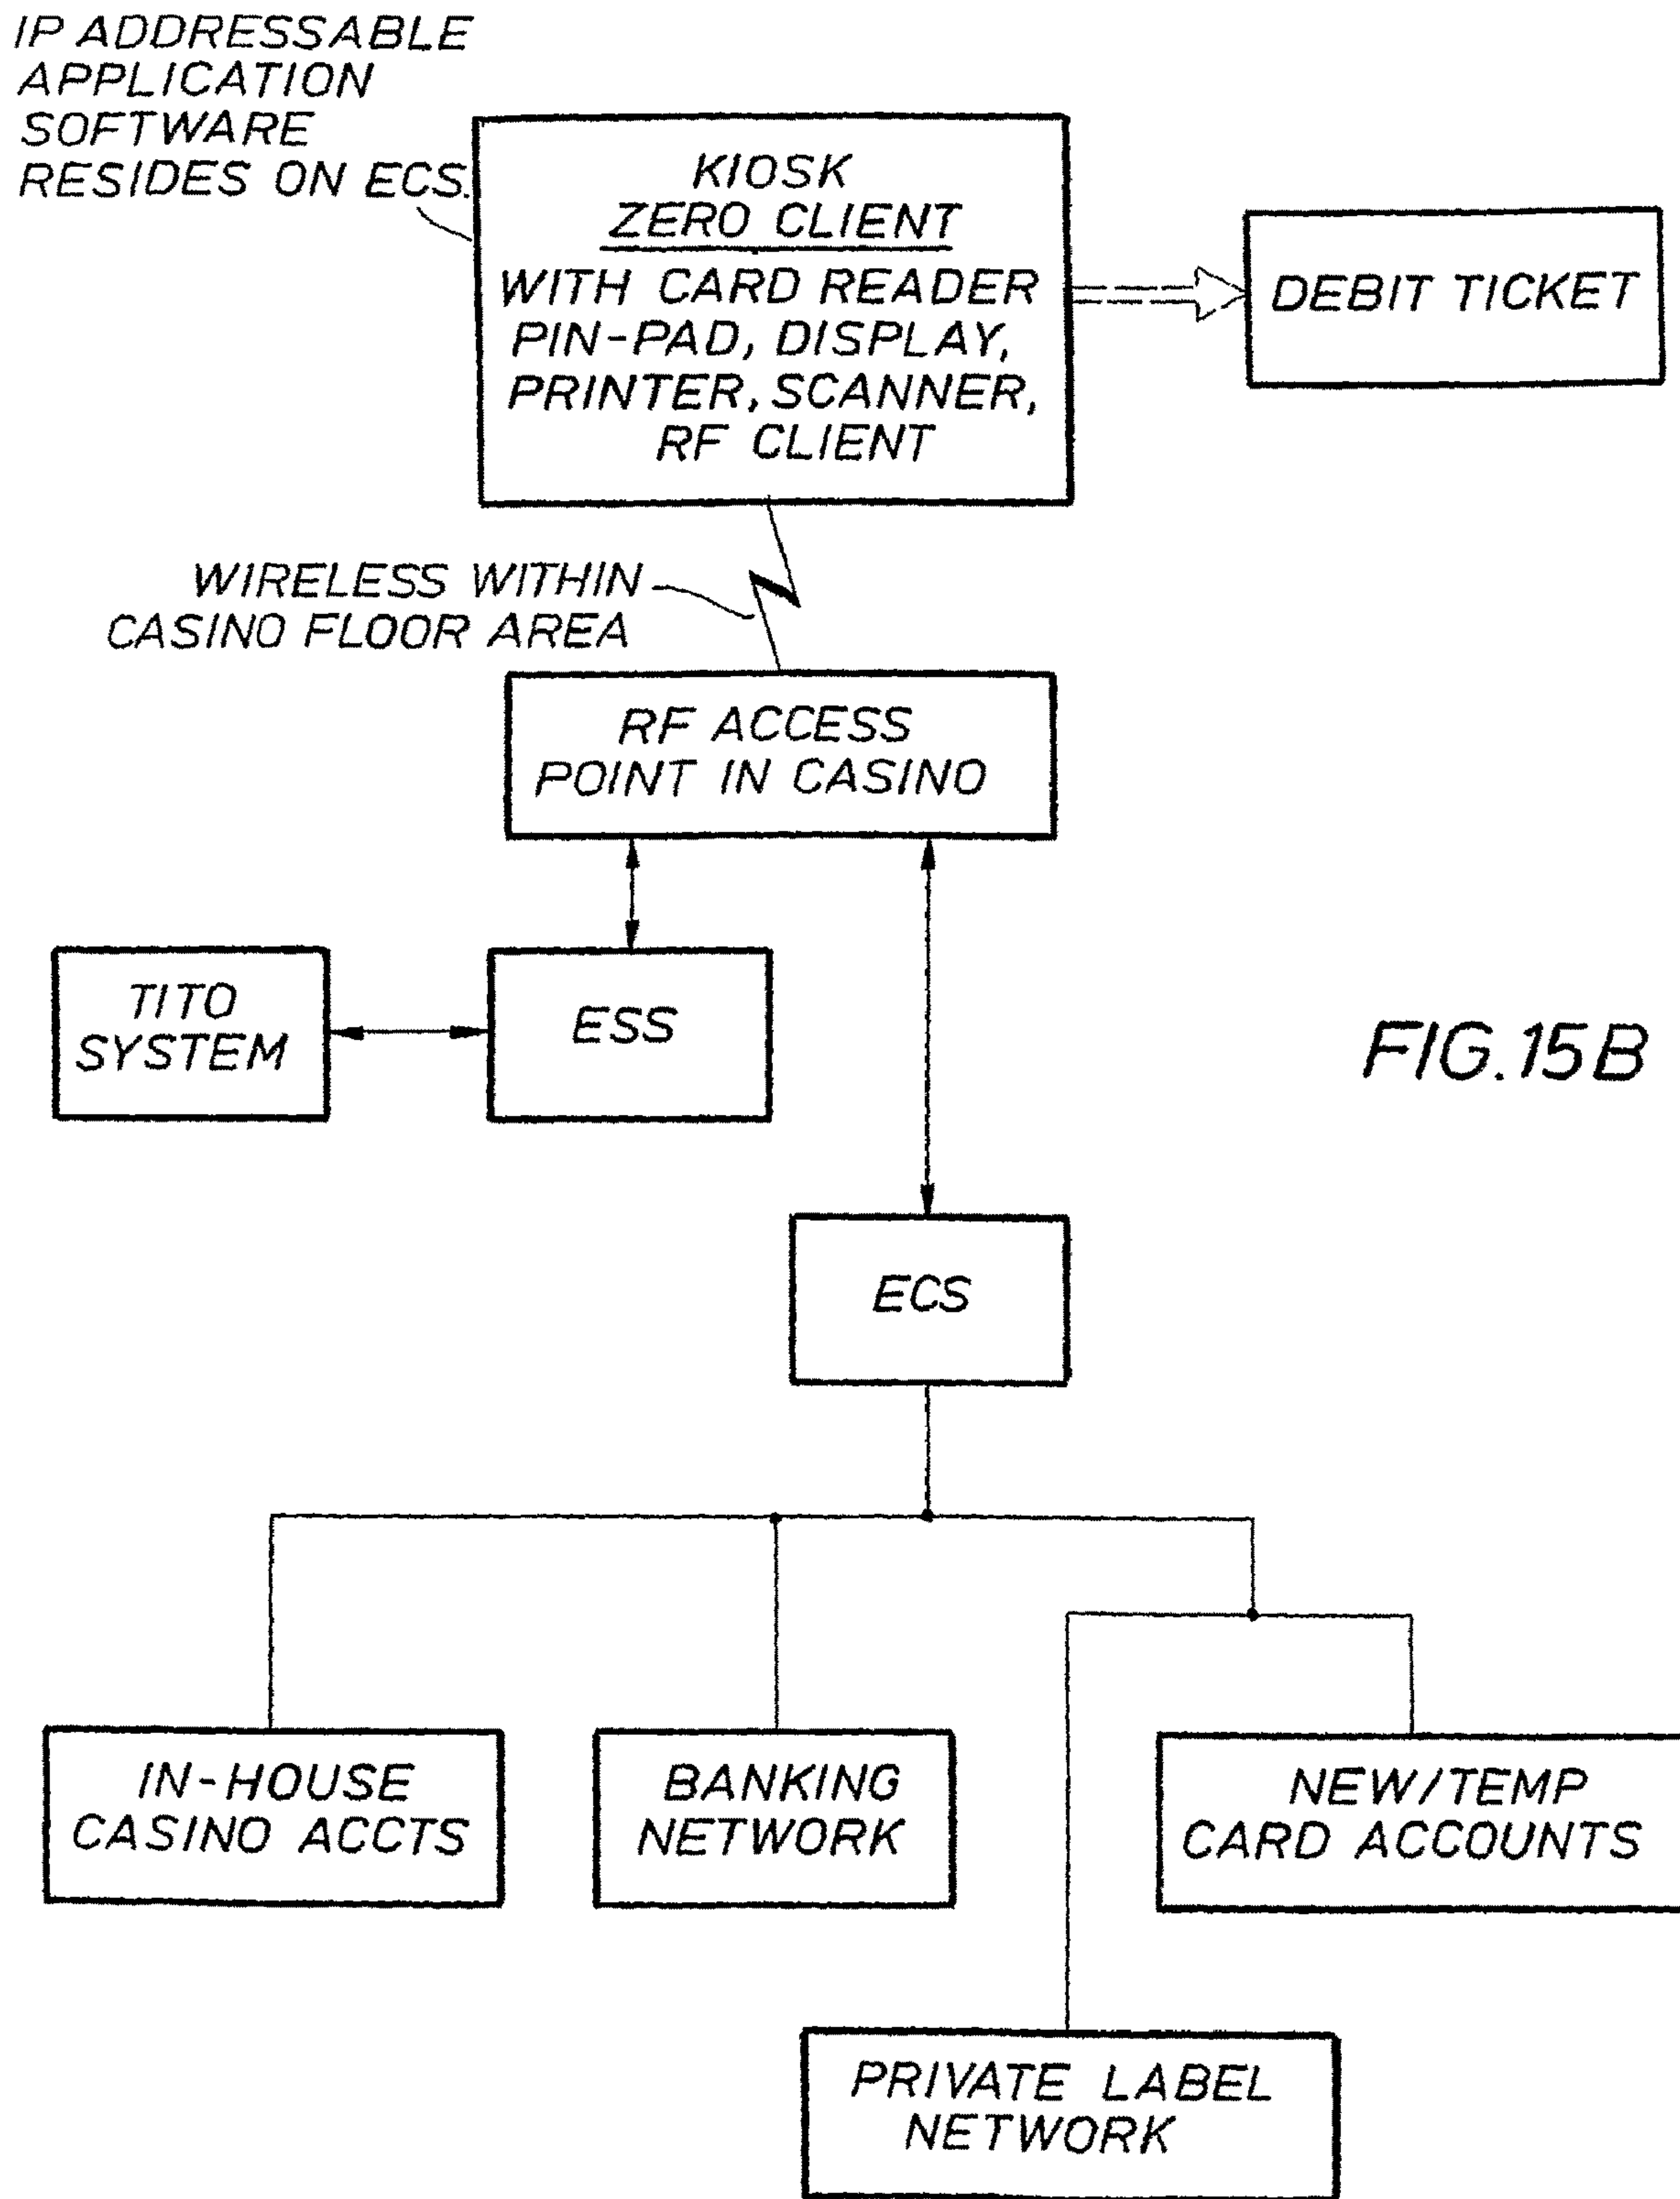 IP ADDRESSABLE
APPLICATION
SOFTWARE
RESIDES ON ECS.
KIOSK
ZERO CLIENT
WITH CARD READER
PIN-PAD, DISPLAY,
PRINTER, SCANNER,
RF CLIENT
DEBIT TICKET
WIRELESS WITHIN
CASINO FLOOR AREA
RF ACCESS
POINT IN CASINO
TITO
SYSTEM
ESS
FIG. 15B
ECS
IN-HOUSE
CASINO ACCTS
BANKING
NETWORK
NEW/TEMP
CARD ACCOUNTS
PRIVATE LABEL
NETWORK